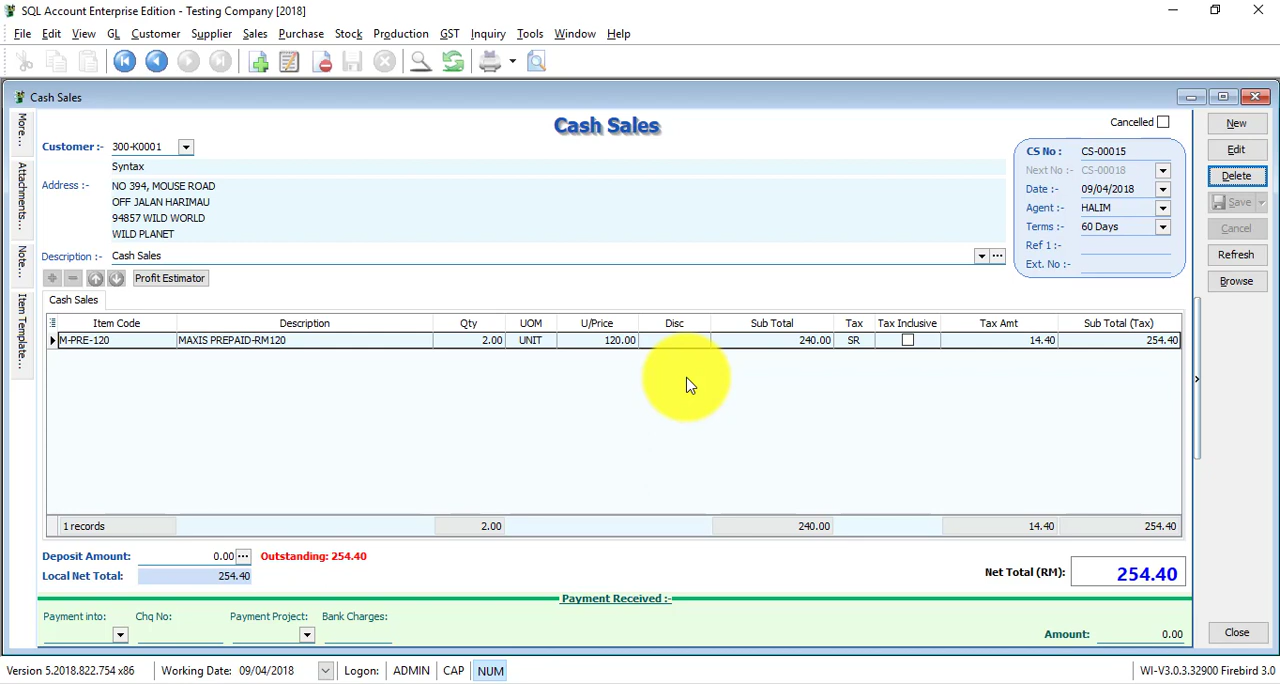 SQL Account Enterprise Edition - Testing Company [2018]
File Edit View GL Customer Supplier Sales Purchase Stock Production GST Inquiry Tools Window Help
Cash Sales
Cash Sales
Cancelled
More...
Attachments...
Note...
Item Template...
Customer :- 300-K0001
Syntax
Address :- NO 394, MOUSE ROAD
OFF JALAN HARIMAU
94857 WILD WORLD
WILD PLANET
Description :- Cash Sales
CS No : CS-00015
Next No :- CS-00018
Date :- 09/04/2018
Agent :- HALIM
Terms :- 60 Days
Ref 1 :-
Ext. No :-
New
Edit
Delete
Save
Cancel
Refresh
Browse
Profit Estimator
Cash Sales
Item Code Description Qty UOM U/Price Disc Sub Total Tax Tax Inclusive Tax Amt Sub Total (Tax)
M-PRE-120 MAXIS PREPAID-RM120 2.00 UNIT 120.00 240.00 SR 14.40 254.40
1 records 2.00 240.00 14.40 254.40
Deposit Amount: 0.00 Outstanding: 254.40
Local Net Total: 254.40
Net Total (RM): 254.40
Payment Received :-
Payment into: Chq No: Payment Project: Bank Charges:
Amount: 0.00
Close
Version 5.2018.822.754 x86 Working Date: 09/04/2018 Logon: ADMIN CAP NUM WI-V3.0.3.32900 Firebird 3.0